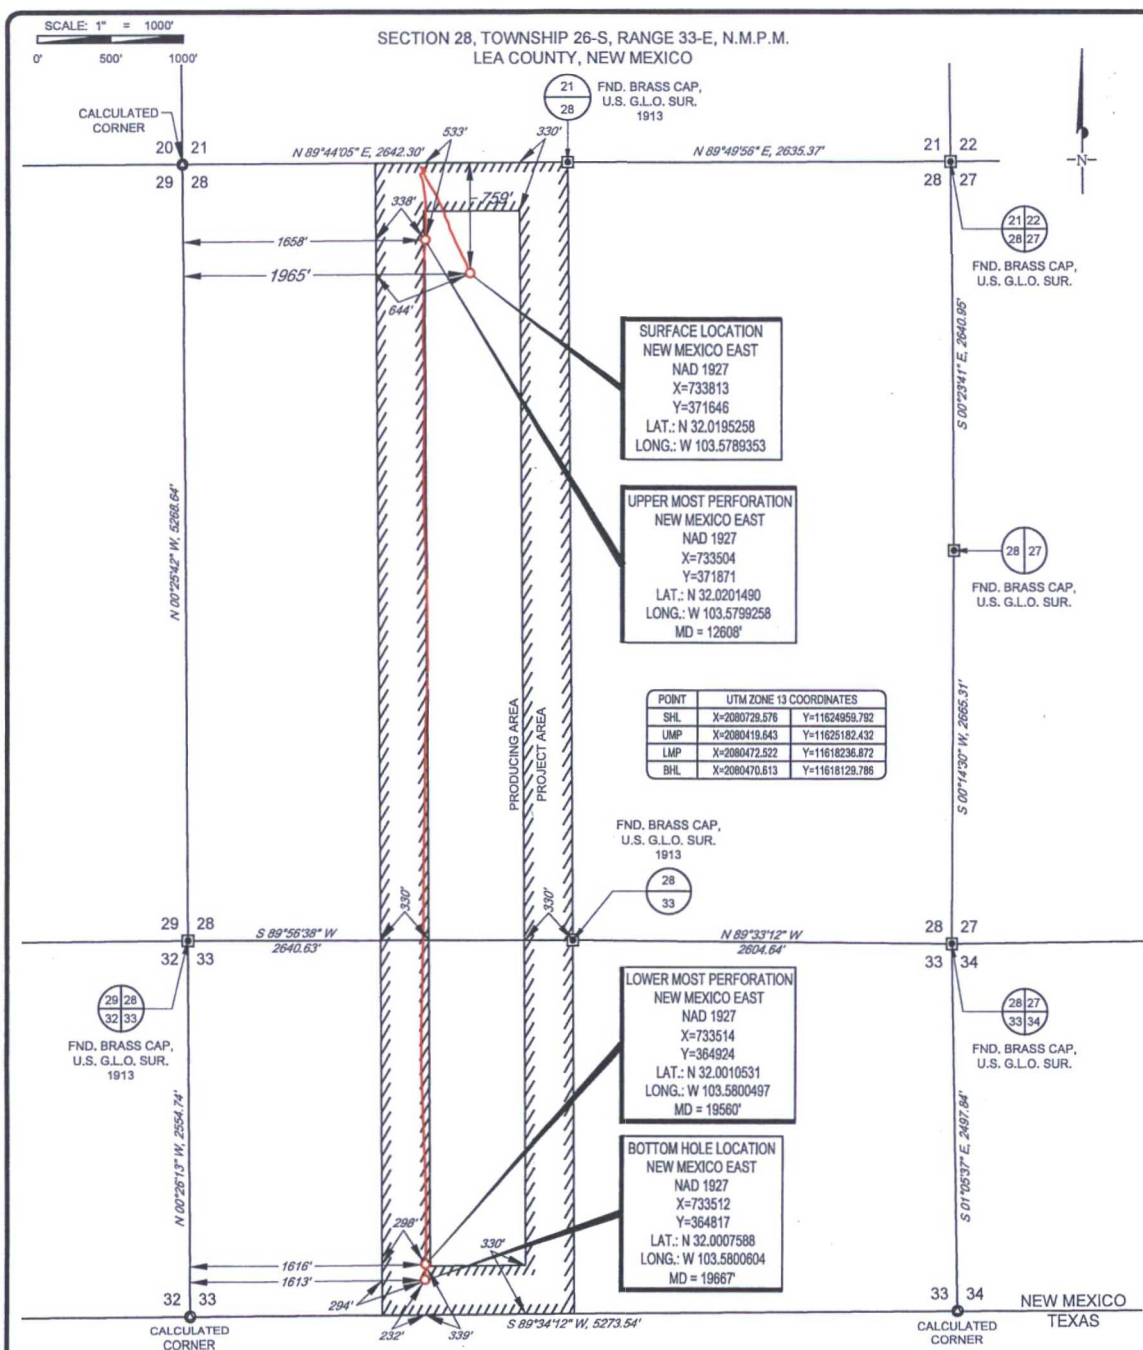 SCALE: 1" = 1000'
0' 500' 1000'
SECTION 28, TOWNSHIP 26-S, RANGE 33-E, N.M.P.M.
LEA COUNTY, NEW MEXICO
21
28
FND. BRASS CAP,
U.S. G.L.O. SUR.
1913
CALCULATED
CORNER
20 21
29 28
N 89°44'05" E, 2642.30'
533'
330'
N 89°49'56" E, 2635.37'
21 22
28 27
N
21 22
28 27
FND. BRASS CAP,
U.S. G.L.O. SUR.
338'
759'
1658'
1965'
644'
SURFACE LOCATION
NEW MEXICO EAST
NAD 1927
X=733813
Y=371646
LAT.: N 32.0195258
LONG.: W 103.5789353
S 00°23'41" E, 2640.95'
N 00°25'42" W, 5268.64'
UPPER MOST PERFORATION
NEW MEXICO EAST
NAD 1927
X=733504
Y=371871
LAT.: N 32.0201490
LONG.: W 103.5799258
MD = 12608'
28 27
FND. BRASS CAP,
U.S. G.L.O. SUR.
POINT UTM ZONE 13 COORDINATES
SHL X=2080729.576 Y=11624959.792
UMP X=2080419.643 Y=11625182.432
LMP X=2080472.522 Y=11618236.872
BHL X=2080470.613 Y=11618129.786
PRODUCING AREA
PROJECT AREA
S 00°14'30" W, 2665.31'
FND. BRASS CAP,
U.S. G.L.O. SUR.
1913
28
33
330'
330'
29 28
32 33
S 89°56'38" W
2640.63'
N 89°33'12" W
2604.64'
28 27
33 34
29 28
32 33
FND. BRASS CAP,
U.S. G.L.O. SUR.
1913
LOWER MOST PERFORATION
NEW MEXICO EAST
NAD 1927
X=733514
Y=364924
LAT.: N 32.0010531
LONG.: W 103.5800497
MD = 19560'
28 27
33 34
FND. BRASS CAP,
U.S. G.L.O. SUR.
N 00°26'13" W, 2554.74'
S 01°05'37" E, 2497.84'
BOTTOM HOLE LOCATION
NEW MEXICO EAST
NAD 1927
X=733512
Y=364817
LAT.: N 32.0007588
LONG.: W 103.5800604
MD = 19667'
298'
330'
1616'
1613'
294'
232'
339'
S 89°34'12" W, 5273.54'
32 33
CALCULATED
CORNER
33 34
CALCULATED
CORNER
NEW MEXICO
TEXAS